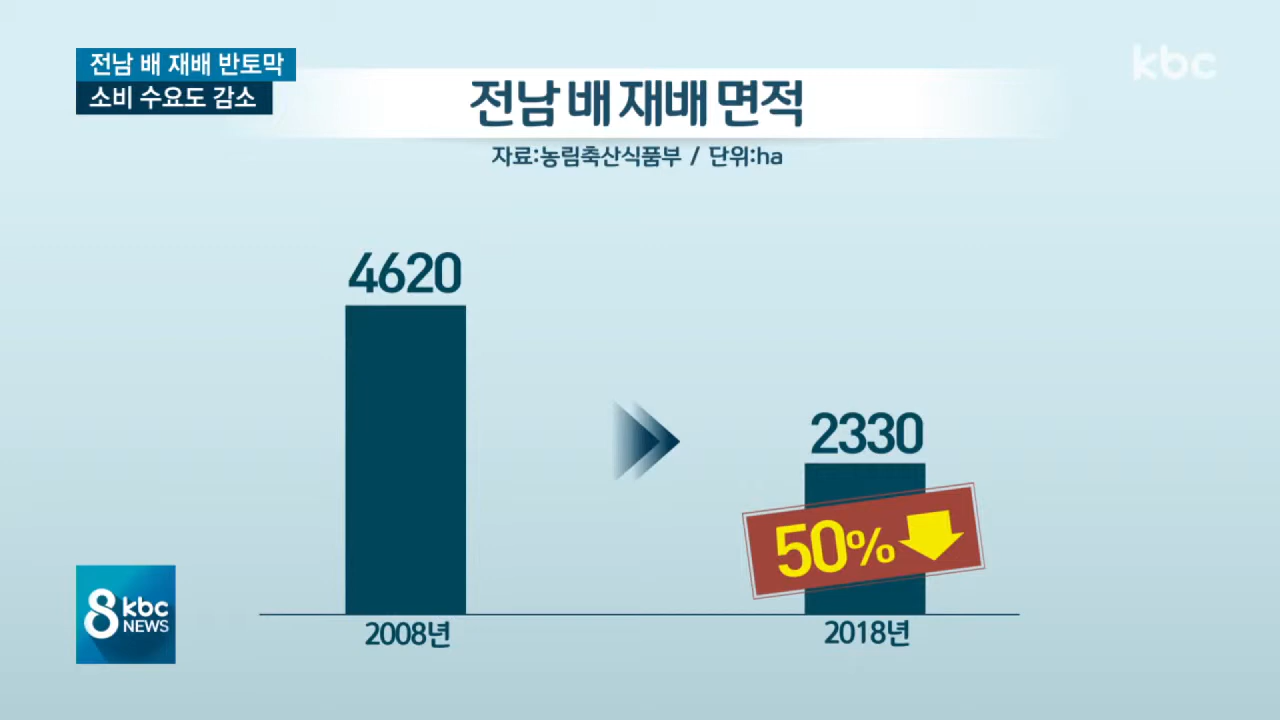 전남 배 재배 반토막
소비 수요도 감소
kbc
전남 배 재배 면적
자료:농림축산식품부 / 단위:ha
4620
2330
50%
2008년
2018년
8 kbc
NEWS